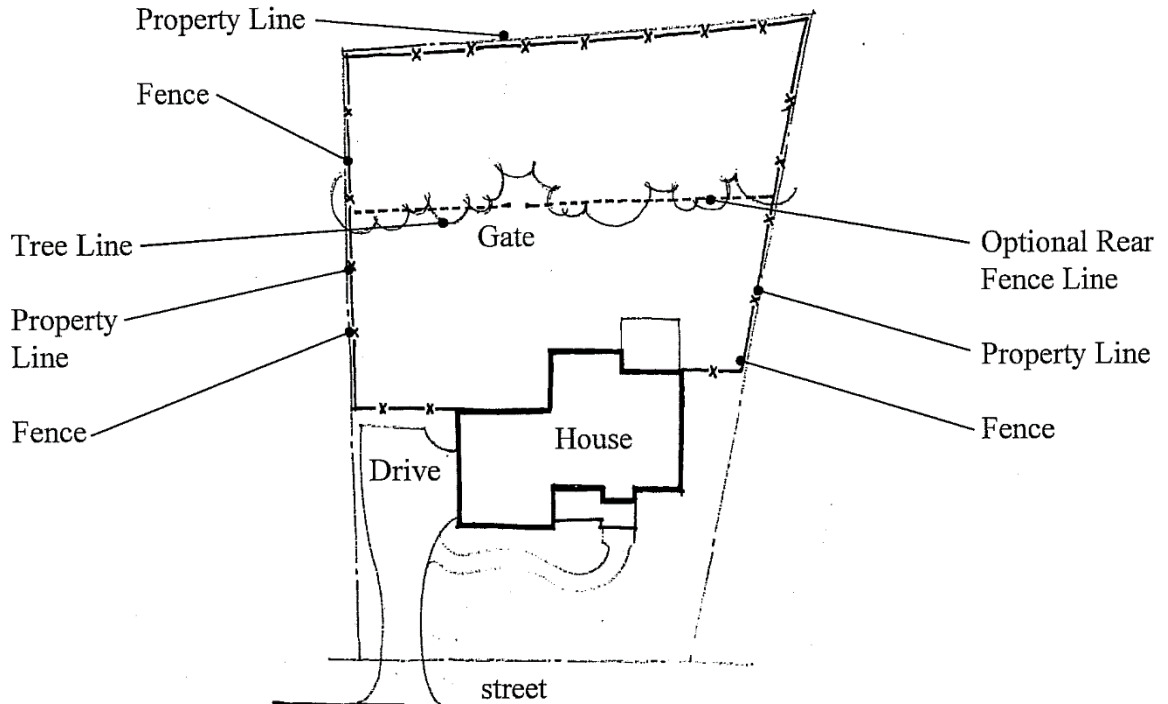 Property Line
Fence
Tree Line
Gate
Optional Rear
Fence Line
Property
Line
Property Line
Fence
House
Fence
Drive
street